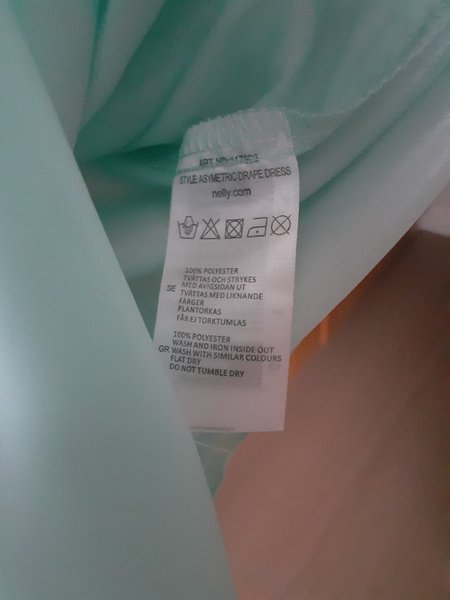 STYLE:ASYMETRIC DRAPE DRESS
nelly.com
100% POLYESTER
TVÄTTAS OCH STRYKES
MED AVIGSIDAN UT
SE TVÄTTAS MED LIKNANDE
FÄRGER
PLANTORKAS
FÅR EJ TORKTUMLAS
100% POLYESTER
WASH AND IRON INSIDE OUT
GR WASH WITH SIMILAR COLOURS
FLAT DRY
DO NOT TUMBLE DRY